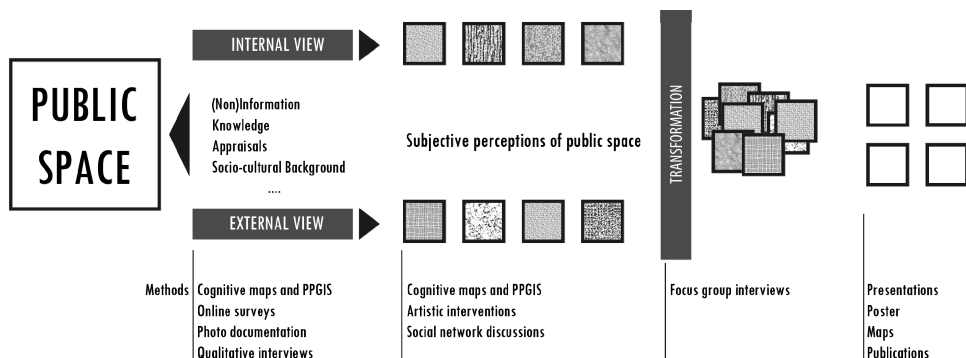 PUBLIC
SPACE
INTERNAL VIEW
(Non)Information
Knowledge
Appraisals
Socio-cultural Background
....
EXTERNAL VIEW
Subjective perceptions of public space
TRANSFORMATION
Methods
Cognitive maps and PPGIS
Online surveys
Photo documentation
Qualitative interviews
Cognitive maps and PPGIS
Artistic interventions
Social network discussions
Focus group interviews
Presentations
Poster
Maps
Publications